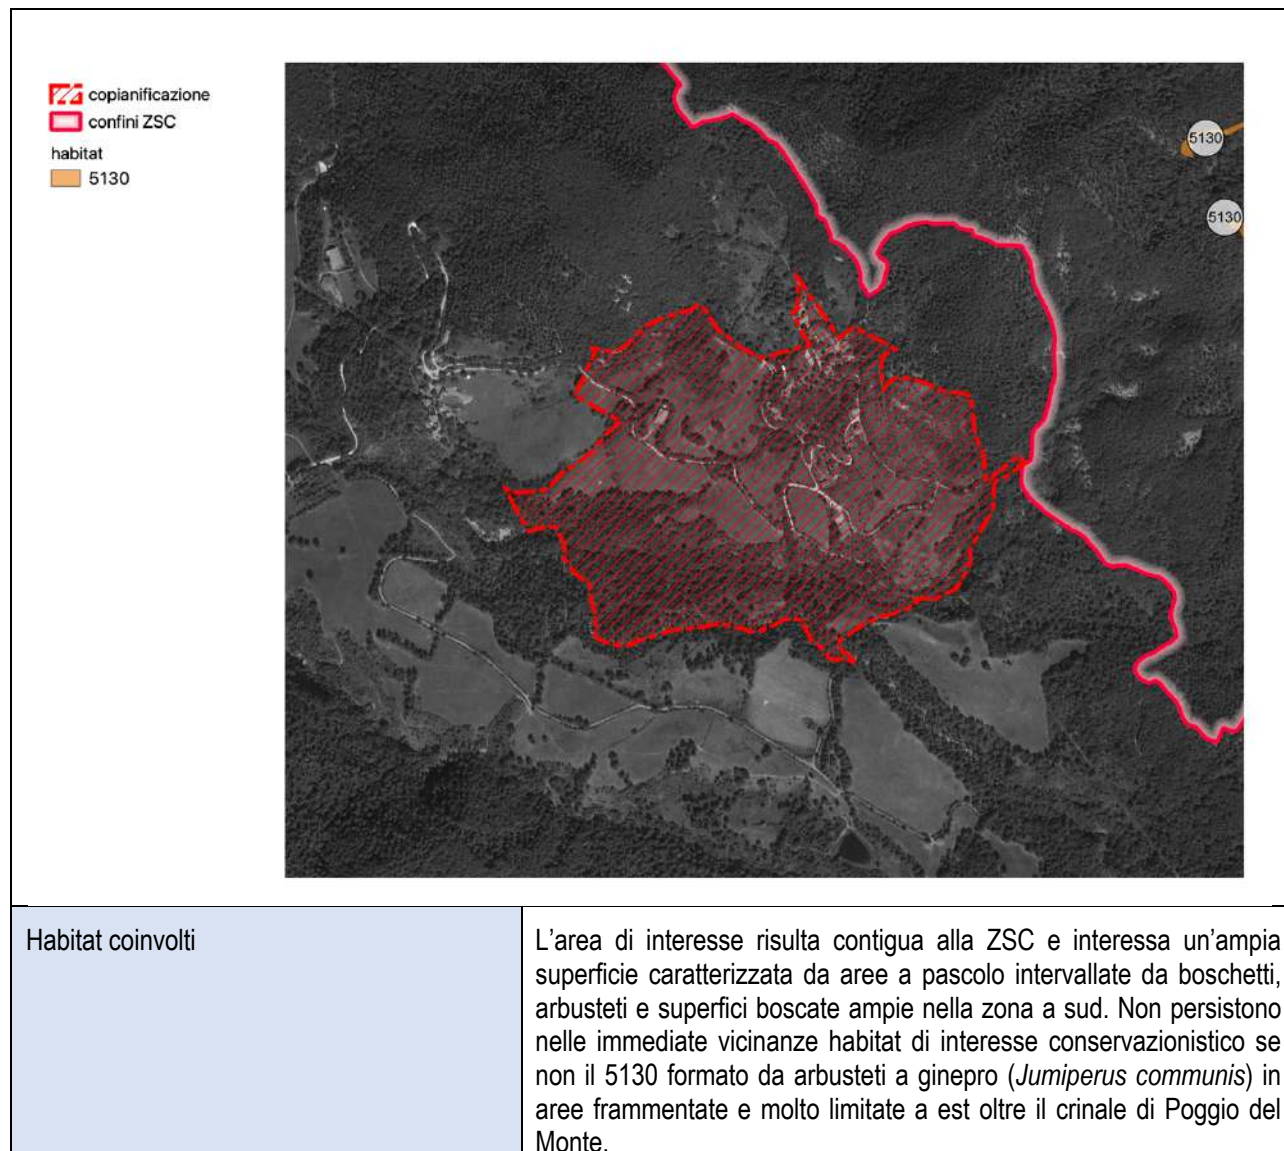 copianificazione
confini ZSC
habitat
5130
5130
5130
Habitat coinvolti
L’area di interesse risulta contigua alla ZSC e interessa un’ampia
superficie caratterizzata da aree a pascolo intervallate da boschetti,
arbusteti e superfici boscate ampie nella zona a sud. Non persistono
nelle immediate vicinanze habitat di interesse conservazionistico se
non il 5130 formato da arbusteti a ginepro (Jumiperus communis) in
aree frammentate e molto limitate a est oltre il crinale di Poggio del
Monte.